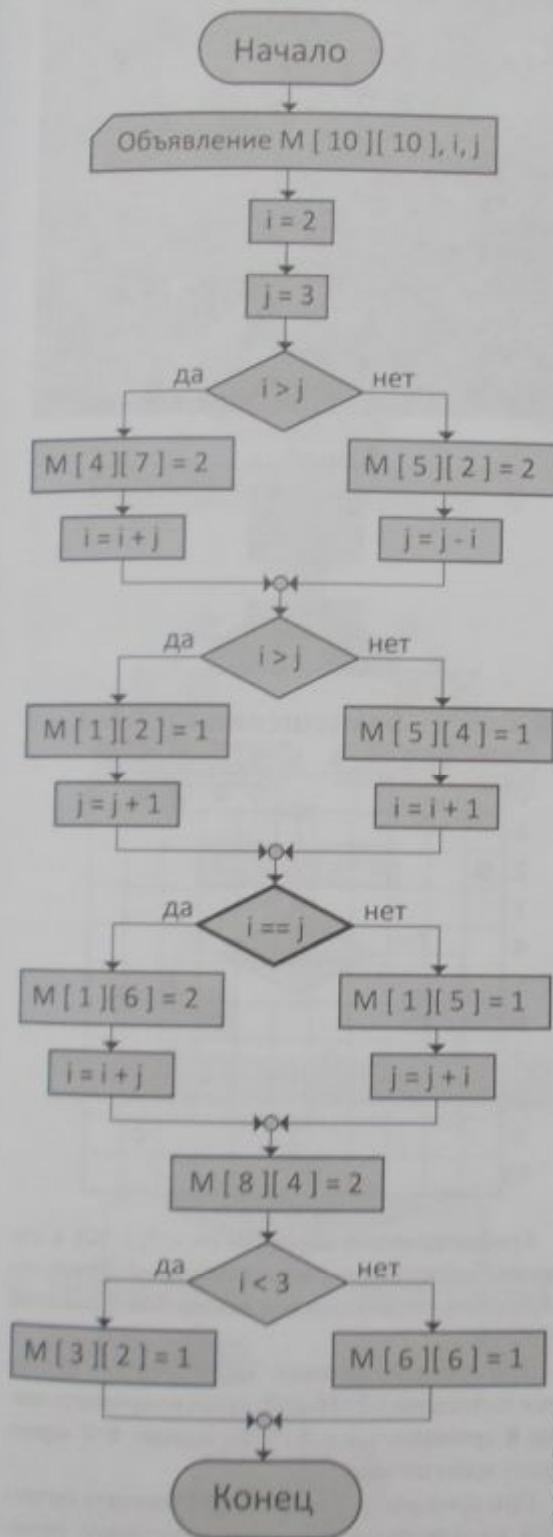 Начало
Объявление M [ 10 ][ 10 ], i, j
i = 2
j = 3
да i > j нет
M [ 4 ][ 7 ] = 2 M [ 5 ][ 2 ] = 2
i = i + j j = j - i
да i > j нет
M [ 1 ][ 2 ] = 1 M [ 5 ][ 4 ] = 1
j = j + 1 i = i + 1
да i == j нет
M [ 1 ][ 6 ] = 2 M [ 1 ][ 5 ] = 1
i = i + j j = j + i
M [ 8 ][ 4 ] = 2
да i < 3 нет
M [ 3 ][ 2 ] = 1 M [ 6 ][ 6 ] = 1
Конец